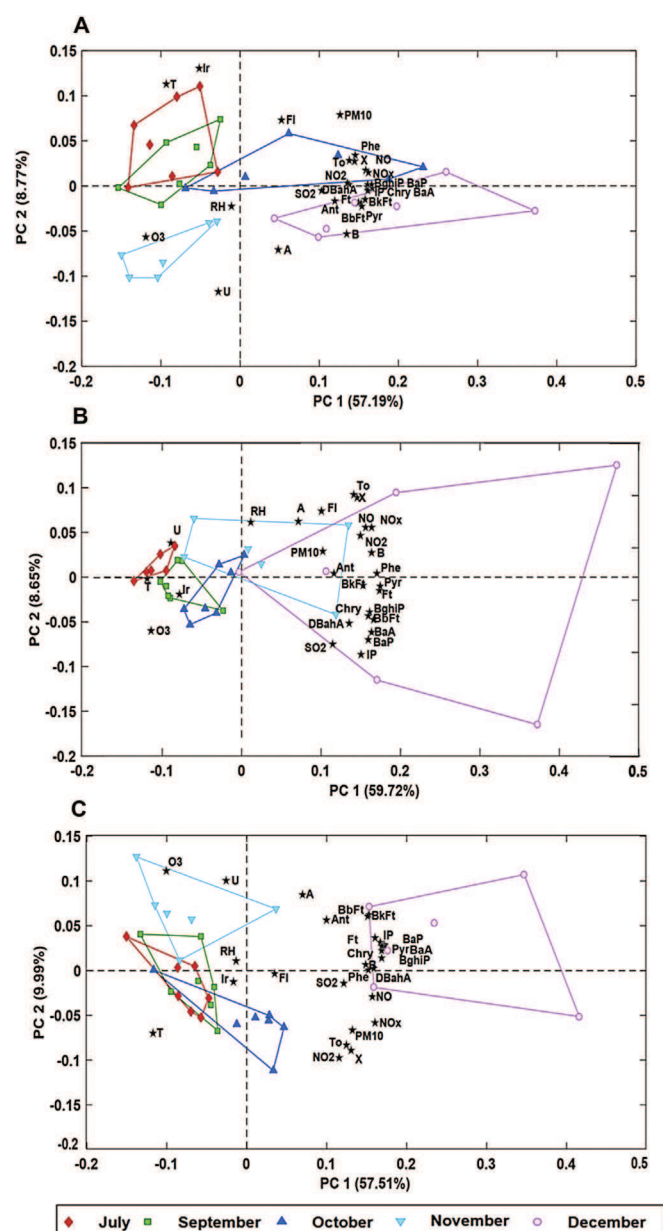 A
0.15
0.1
0.05
0
-0.05
-0.1
-0.15
-0.2
PC 2 (8.77%)
T
Ir
Fl
PM10
Phe
To
X
NO
NO2
NOx
SO2
DBahA
BghiP BaP
IP Chry BaA
Ft
RH
Ant
BkFt
BbFt
Pyr
O3
B
A
U
-0.2 -0.1 0 0.1 0.2 0.3 0.4 0.5
PC 1 (57.19%)
B
0.15
0.1
0.05
0
-0.05
-0.1
-0.15
-0.2
PC 2 (8.65%)
To
X
A
Fl
RH
NO
NOx
U
NO2
PM10
B
Ant
Phe
T
BkFt
Pyr
Ir
Ft
Chry
BghiP
DBahA
BbFt
O3
BaA
SO2
BaP
IP
-0.2 -0.1 0 0.1 0.2 0.3 0.4 0.5
PC 1 (59.72%)
C
0.15
0.1
0.05
0
-0.05
-0.1
-0.15
-0.2
PC 2 (9.99%)
O3
U
A
BbFt
BkFt
Ant
IP
Ft
BaP
RH
Chry
PyrBaA
B
BghiP
Ir
Fl
Phe
DBahA
SO2
NO
NOx
T
PM10
To
NO2
X
-0.2 -0.1 0 0.1 0.2 0.3 0.4 0.5
PC 1 (57.51%)
July September October November December